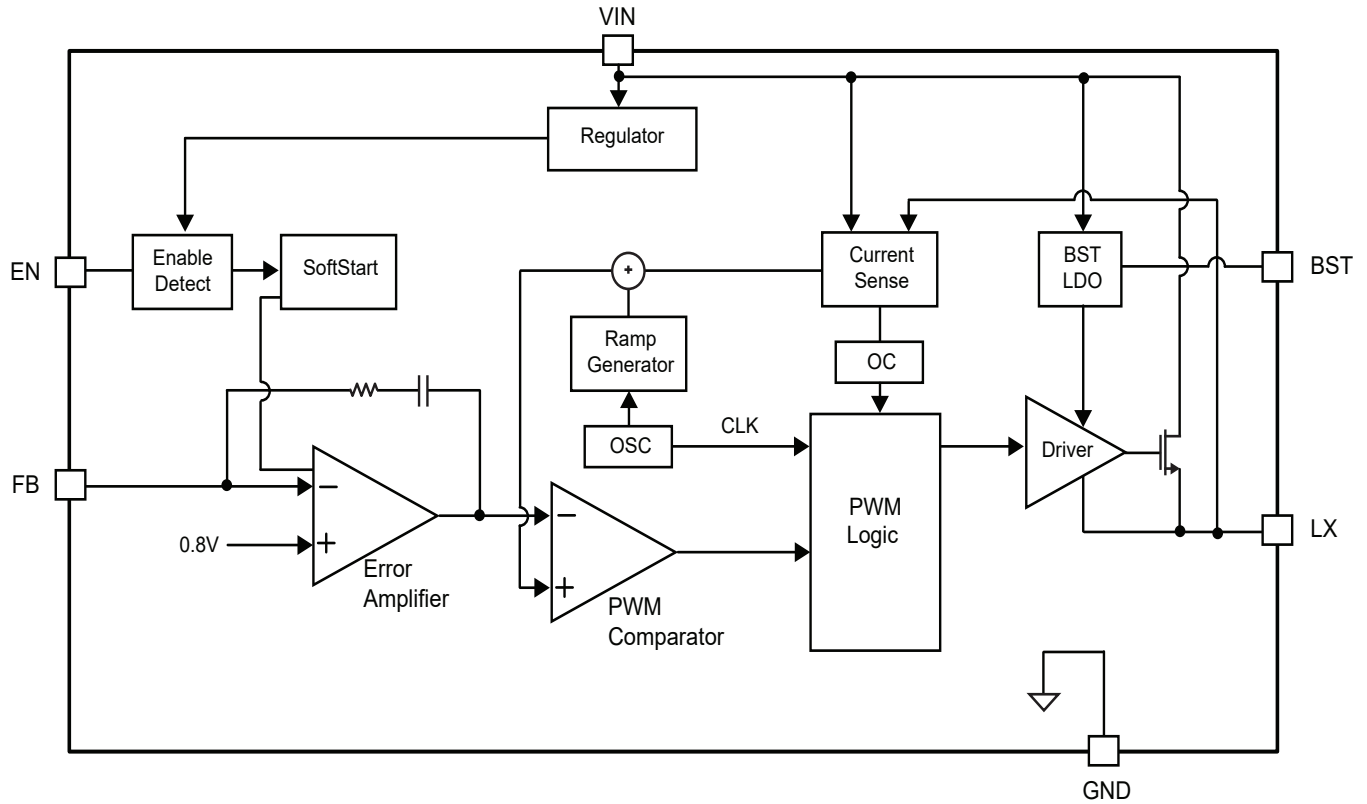 VIN
Regulator
EN
Enable
Detect
SoftStart
+
Current
Sense
BST
LDO
BST
Ramp
Generator
OC
OSC
CLK
Driver
FB
−
0.8V
+
Error
Amplifier
−
+
PWM
Comparator
PWM
Logic
LX
GND